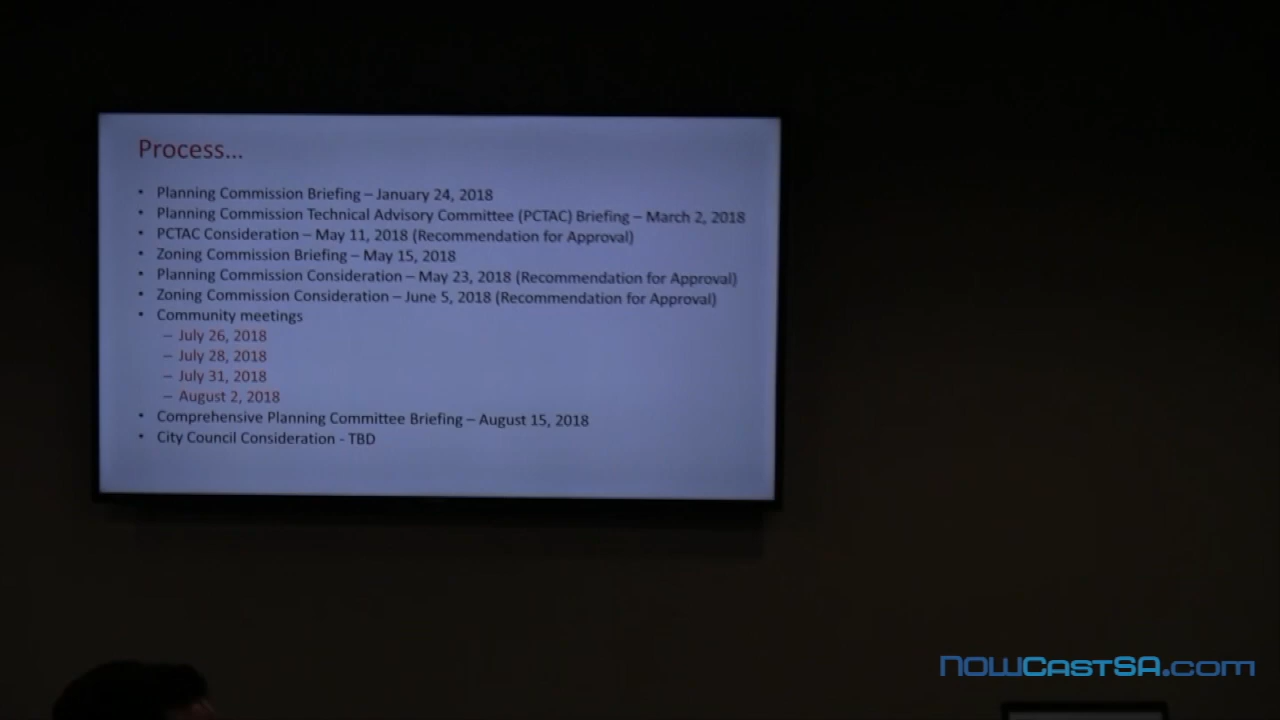 Process...
• Planning Commission Briefing – January 24, 2018
• Planning Commission Technical Advisory Committee (PCTAC) Briefing – March 2, 2018
• PCTAC Consideration – May 11, 2018 (Recommendation for Approval)
• Zoning Commission Briefing – May 15, 2018
• Planning Commission Consideration – May 23, 2018 (Recommendation for Approval)
• Zoning Commission Consideration – June 5, 2018 (Recommendation for Approval)
• Community meetings
– July 26, 2018
– July 28, 2018
– July 31, 2018
– August 2, 2018
• Comprehensive Planning Committee Briefing – August 15, 2018
• City Council Consideration - TBD
NOWCastSA.com